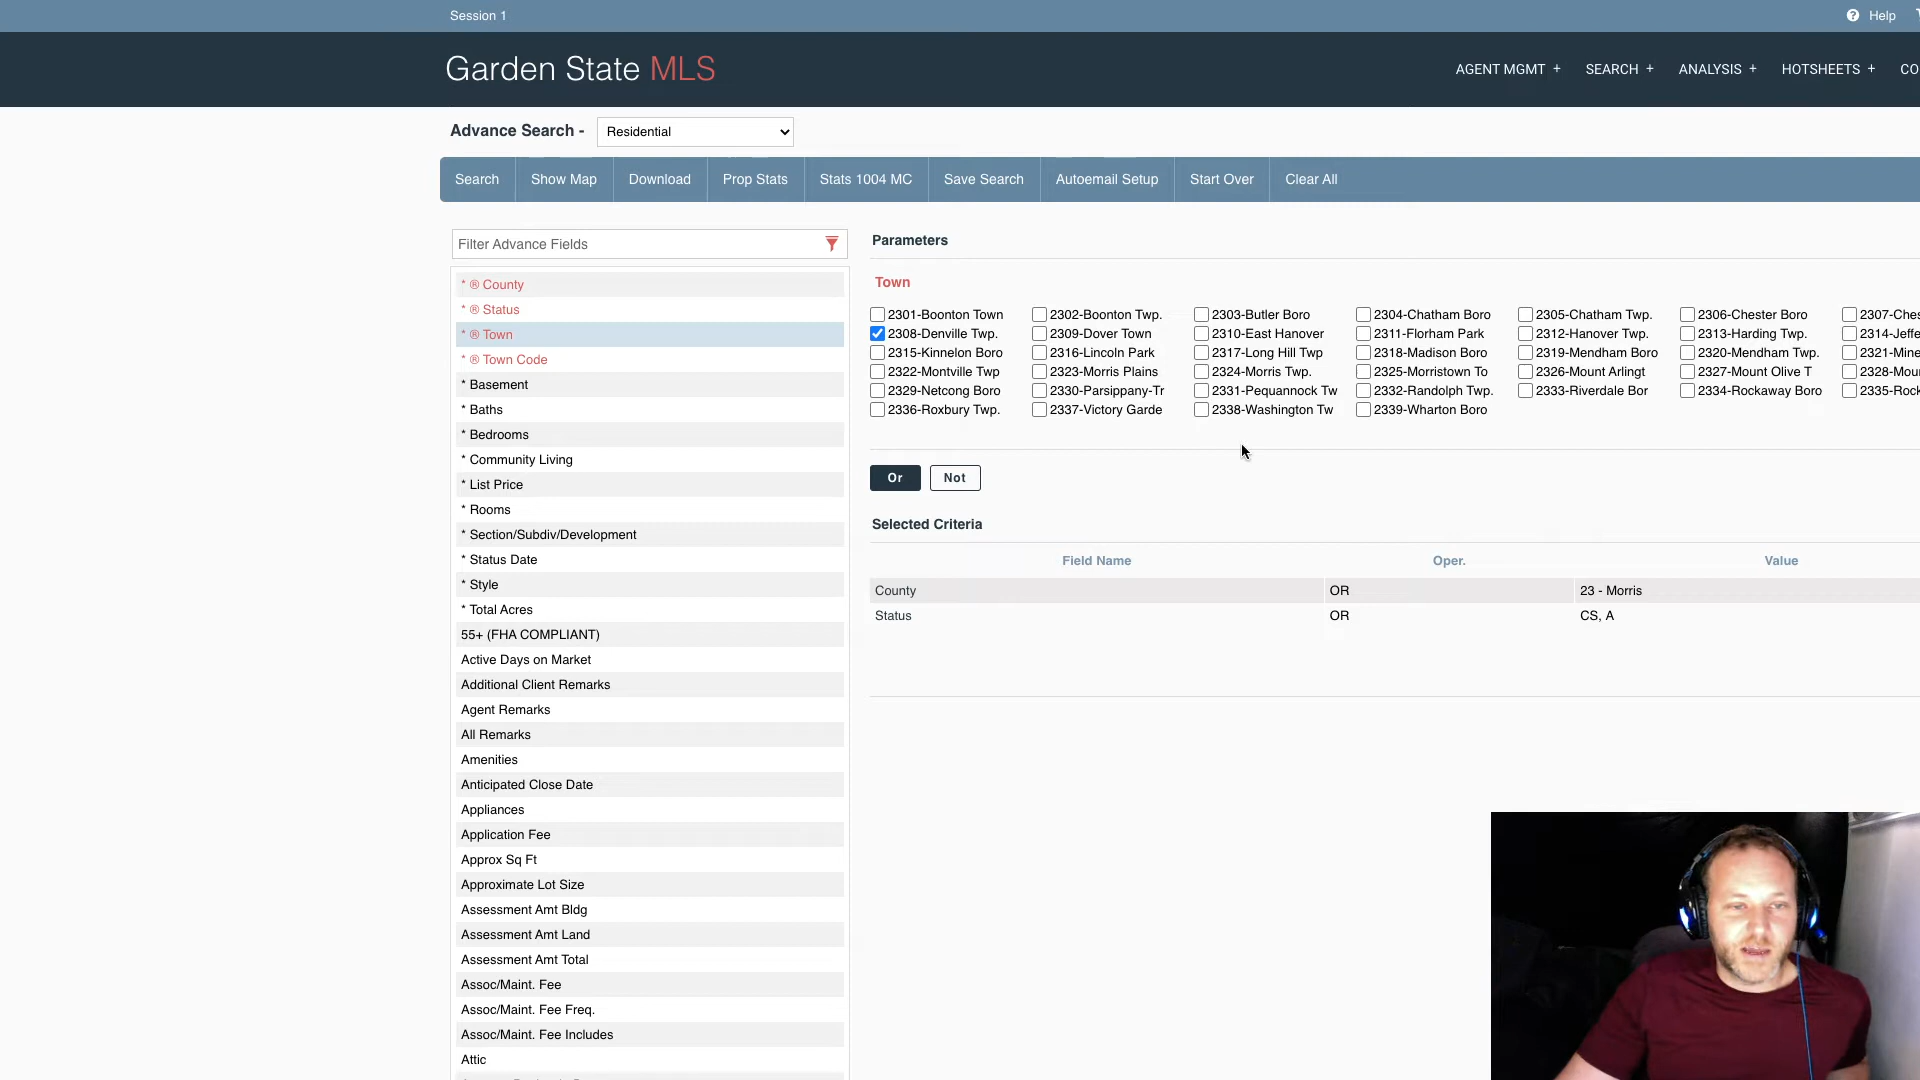 Session 1
Help
Garden State MLS
AGENT MGMT + SEARCH + ANALYSIS + HOTSHEETS + CO
Advance Search - Residential
Search Show Map Download Prop Stats Stats 1004 MC Save Search Autoemail Setup Start Over Clear All
Filter Advance Fields
* ® County
* ® Status
* ® Town
* ® Town Code
* Basement
* Baths
* Bedrooms
* Community Living
* List Price
* Rooms
* Section/Subdiv/Development
* Status Date
* Style
* Total Acres
55+ (FHA COMPLIANT)
Active Days on Market
Additional Client Remarks
Agent Remarks
All Remarks
Amenities
Anticipated Close Date
Appliances
Application Fee
Approx Sq Ft
Approximate Lot Size
Assessment Amt Bldg
Assessment Amt Land
Assessment Amt Total
Assoc/Maint. Fee
Assoc/Maint. Fee Freq.
Assoc/Maint. Fee Includes
Attic
Parameters
Town
2301-Boonton Town 2302-Boonton Twp. 2303-Butler Boro 2304-Chatham Boro 2305-Chatham Twp. 2306-Chester Boro 2307-Ches
2308-Denville Twp. 2309-Dover Town 2310-East Hanover 2311-Florham Park 2312-Hanover Twp. 2313-Harding Twp. 2314-Jeffe
2315-Kinnelon Boro 2316-Lincoln Park 2317-Long Hill Twp 2318-Madison Boro 2319-Mendham Boro 2320-Mendham Twp. 2321-Mine
2322-Montville Twp 2323-Morris Plains 2324-Morris Twp. 2325-Morristown To 2326-Mount Arlingt 2327-Mount Olive T 2328-Mou
2329-Netcong Boro 2330-Parsippany-Tr 2331-Pequannock Tw 2332-Randolph Twp. 2333-Riverdale Bor 2334-Rockaway Boro 2335-Rock
2336-Roxbury Twp. 2337-Victory Garde 2338-Washington Tw 2339-Wharton Boro
Or Not
Selected Criteria
Field Name Oper. Value
County OR 23 - Morris
Status OR CS, A